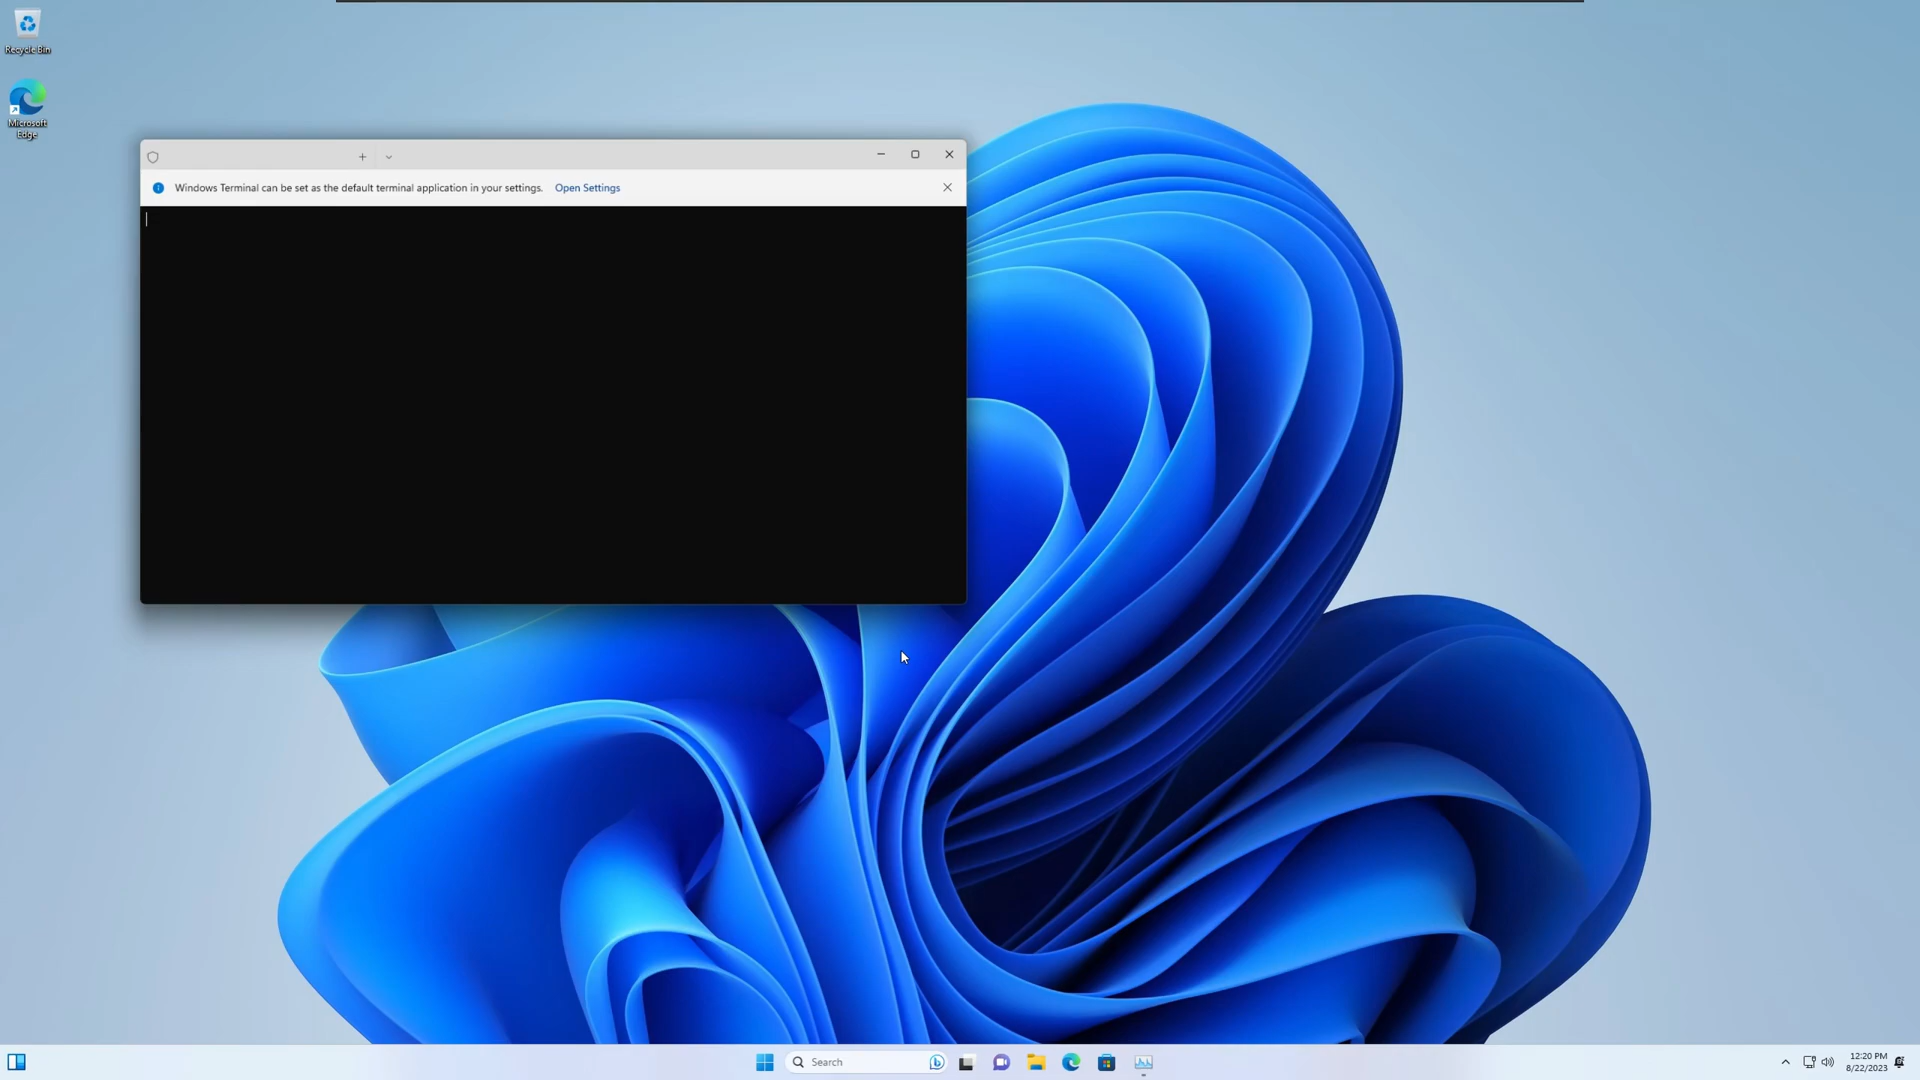 Recycle Bin
Microsoft
Edge
Windows Terminal can be set as the default terminal application in your settings. Open Settings
Search
12:20 PM
8/22/2023